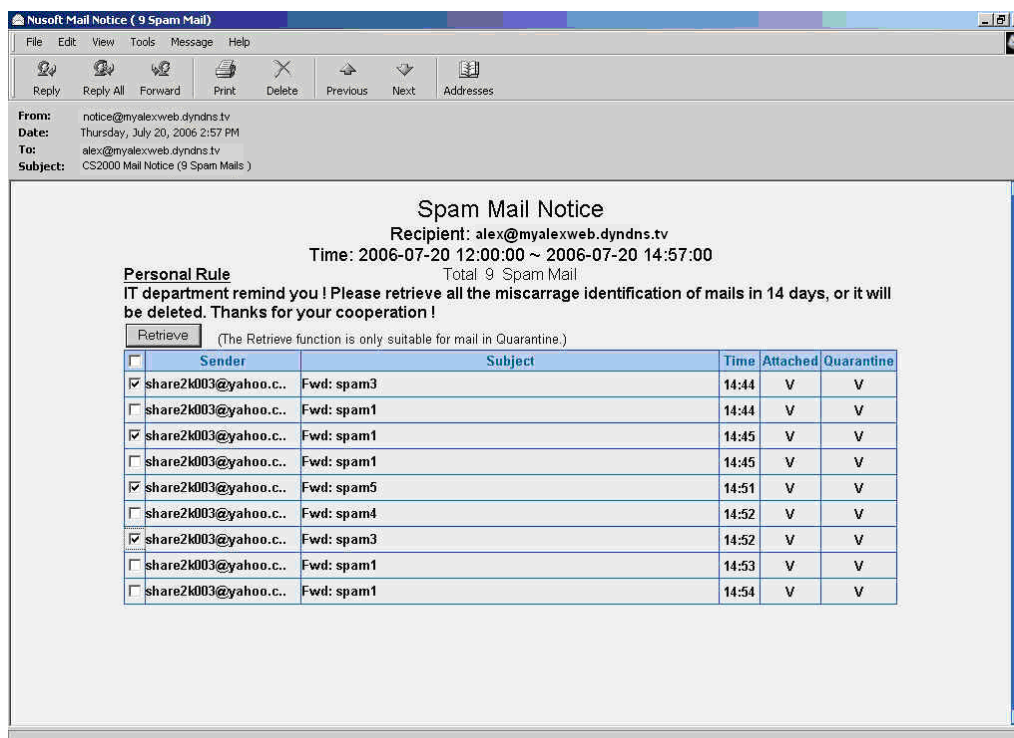 Nusoft Mail Notice ( 9 Spam Mail)
File Edit View Tools Message Help
Reply Reply All Forward Print Delete Previous Next Addresses
From: notice@myalexweb.dyndns.tv
Date: Thursday, July 20, 2006 2:57 PM
To: alex@myalexweb.dyndns.tv
Subject: CS2000 Mail Notice (9 Spam Mails )
Spam Mail Notice
Recipient: alex@myalexweb.dyndns.tv
Time: 2006-07-20 12:00:00 ~ 2006-07-20 14:57:00
Personal Rule Total 9 Spam Mail
IT department remind you ! Please retrieve all the miscarrage identification of mails in 14 days, or it will
be deleted. Thanks for your cooperation !
Retrieve (The Retrieve function is only suitable for mail in Quarantine.)
Sender Subject Time Attached Quarantine
share2k003@yahoo.c.. Fwd: spam3 14:44 V V
share2k003@yahoo.c.. Fwd: spam1 14:44 V V
share2k003@yahoo.c.. Fwd: spam1 14:45 V V
share2k003@yahoo.c.. Fwd: spam1 14:45 V V
share2k003@yahoo.c.. Fwd: spam5 14:51 V V
share2k003@yahoo.c.. Fwd: spam4 14:52 V V
share2k003@yahoo.c.. Fwd: spam3 14:52 V V
share2k003@yahoo.c.. Fwd: spam1 14:53 V V
share2k003@yahoo.c.. Fwd: spam1 14:54 V V